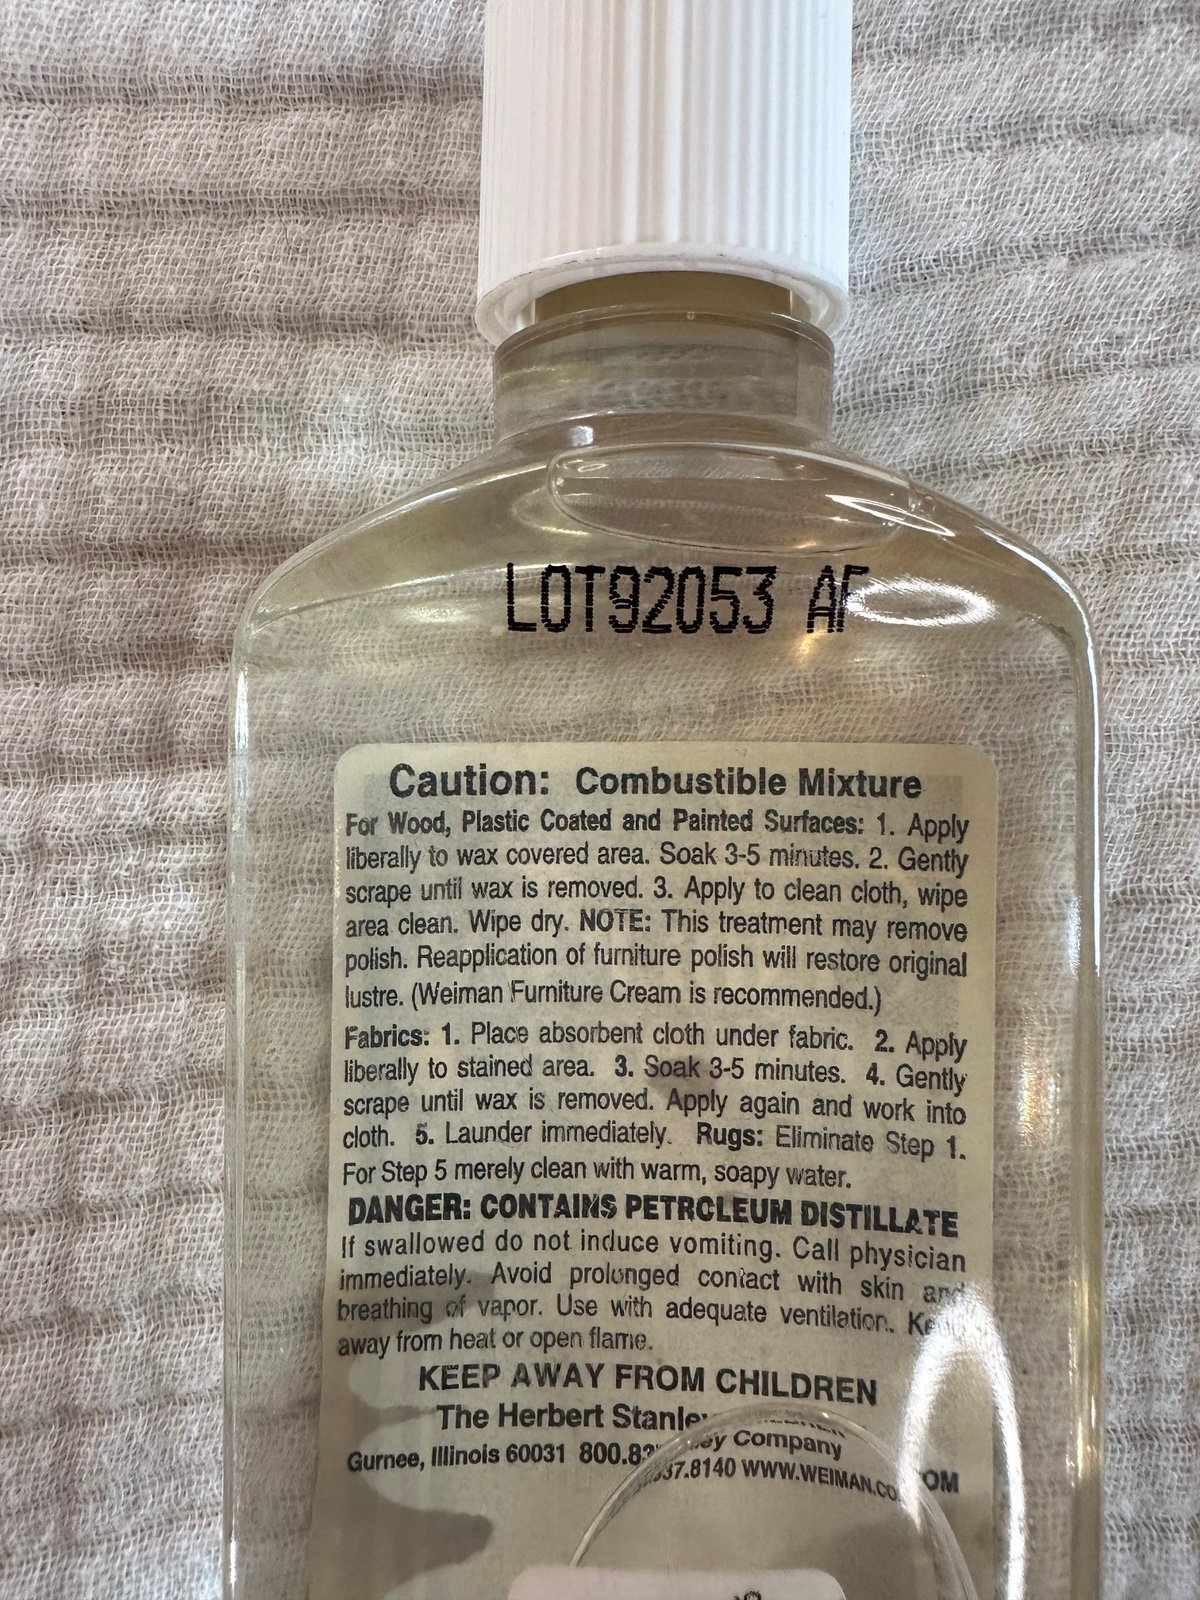 LOT92053 AF
Caution: Combustible Mixture
For Wood, Plastic Coated and Painted Surfaces: 1. Apply
liberally to wax covered area. Soak 3-5 minutes. 2. Gently
scrape until wax is removed. 3. Apply to clean cloth, wipe
area clean. Wipe dry. NOTE: This treatment may remove
polish. Reapplication of furniture polish will restore original
lustre. (Weiman Furniture Cream is recommended.)
Fabrics: 1. Place absorbent cloth under fabric. 2. Apply
liberally to stained area. 3. Soak 3-5 minutes. 4. Gently
scrape until wax is removed. Apply again and work into
cloth. 5. Launder immediately. Rugs: Eliminate Step 1.
For Step 5 merely clean with warm, soapy water.
DANGER: CONTAINS PETROLEUM DISTILLATE
If swallowed do not induce vomiting. Call physician
immediately. Avoid prolonged contact with skin and
breathing of vapor. Use with adequate ventilation. Keep
away from heat or open flame.
KEEP AWAY FROM CHILDREN
The Herbert Stanley Company
Gurnee, Illinois 60031 800.837.8140 WWW.WEIMAN.COM